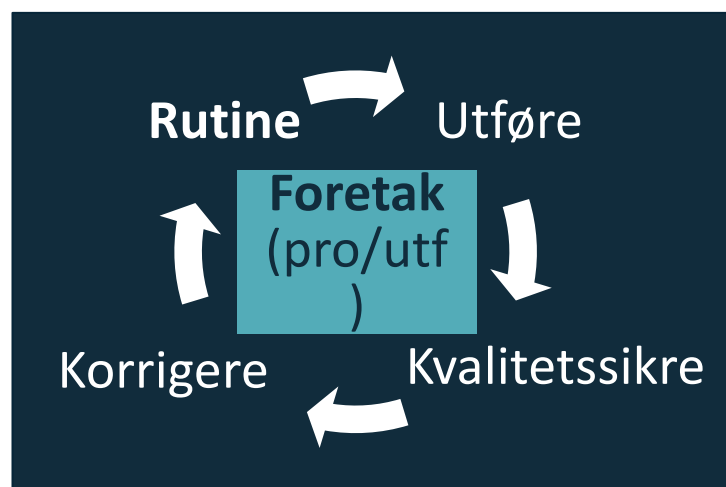 Rutine
Utføre
Foretak
(pro/utf
)
Korrigere
Kvalitetssikre